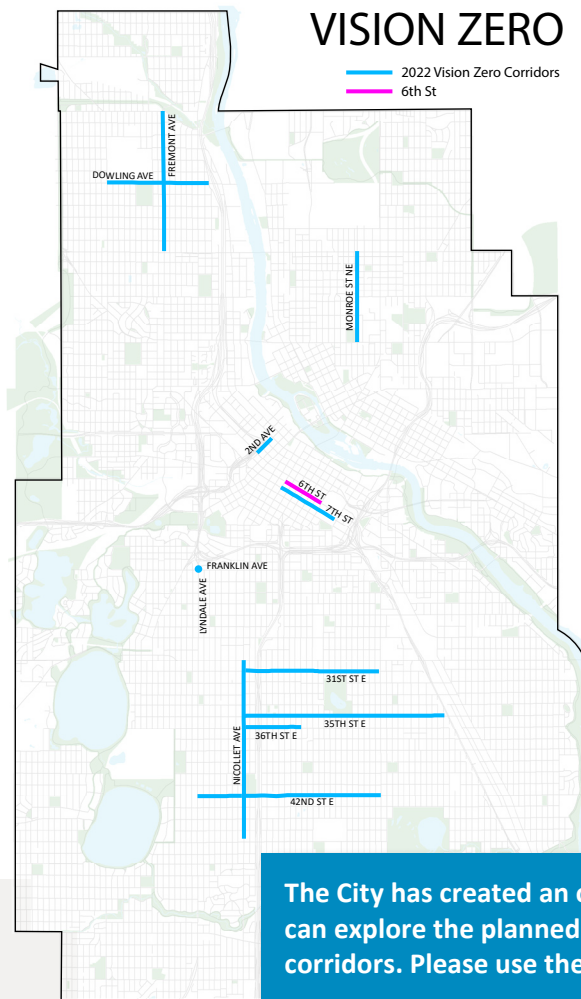 VISION ZERO
2022 Vision Zero Corridors
6th St
FREMONT AVE
DOWLING AVE
MONROE ST NE
2ND AVE
6TH ST
7TH ST
FRANKLIN AVE
LYNDALE AVE
31ST ST E
35TH ST E
36TH ST E
NICOLLET AVE
42ND ST E
The City has created an
can explore the planned
corridors. Please use the